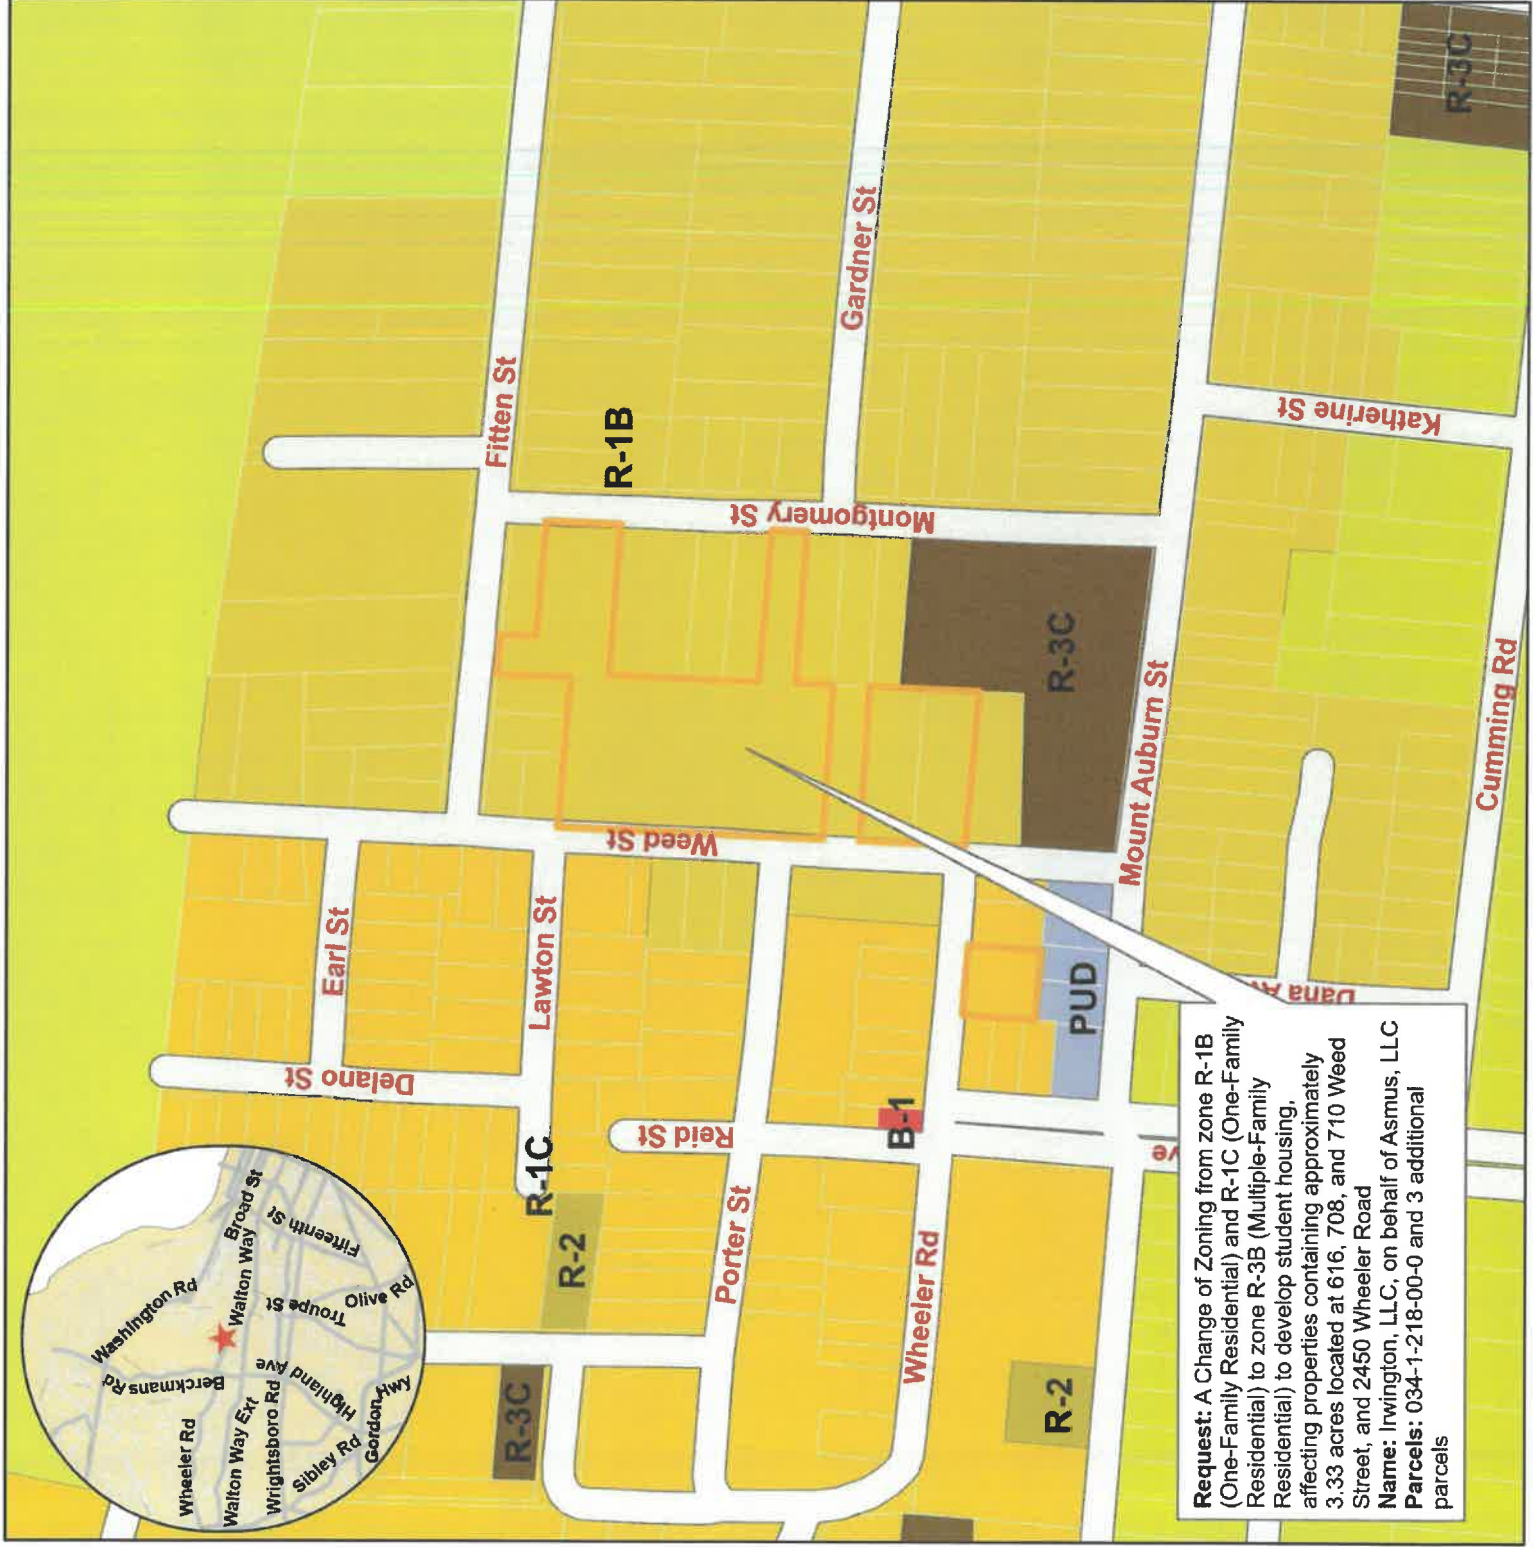 Request: A Change of Zoning from zone R-1B
(One-Family Residential) and R-1C (One-Family
Residential) to zone R-3B (Multiple-Family
Residential) to develop student housing,
affecting properties containing approximately
3.33 acres located at 616, 708, and 710 Weed
Street, and 2450 Wheeler Road
Name: Irwington, LLC, on behalf of Asmus, LLC
Parcels: 034-1-218-00-0 and 3 additional
parcels
Wheeler Rd
Walton Way Ext
Wrightsboro Rd
Sibley Rd
Gordon Hwy
Highland Ave
Berckmans Rd
Washington Rd
Walton Way
Broad St
Fifteenth St
Troupe St
Olive Rd
R-3C
R-2
R-1C
Delano St
Earl St
Lawton St
Reid St
Porter St
B-1
Wheeler Rd
R-2
PUD
Weed St
Fitten St
R-1B
Montgomery St
Gardner St
R-3C
Mount Auburn St
Dana Av
ve
Katherine St
Cumming Rd
R-3C